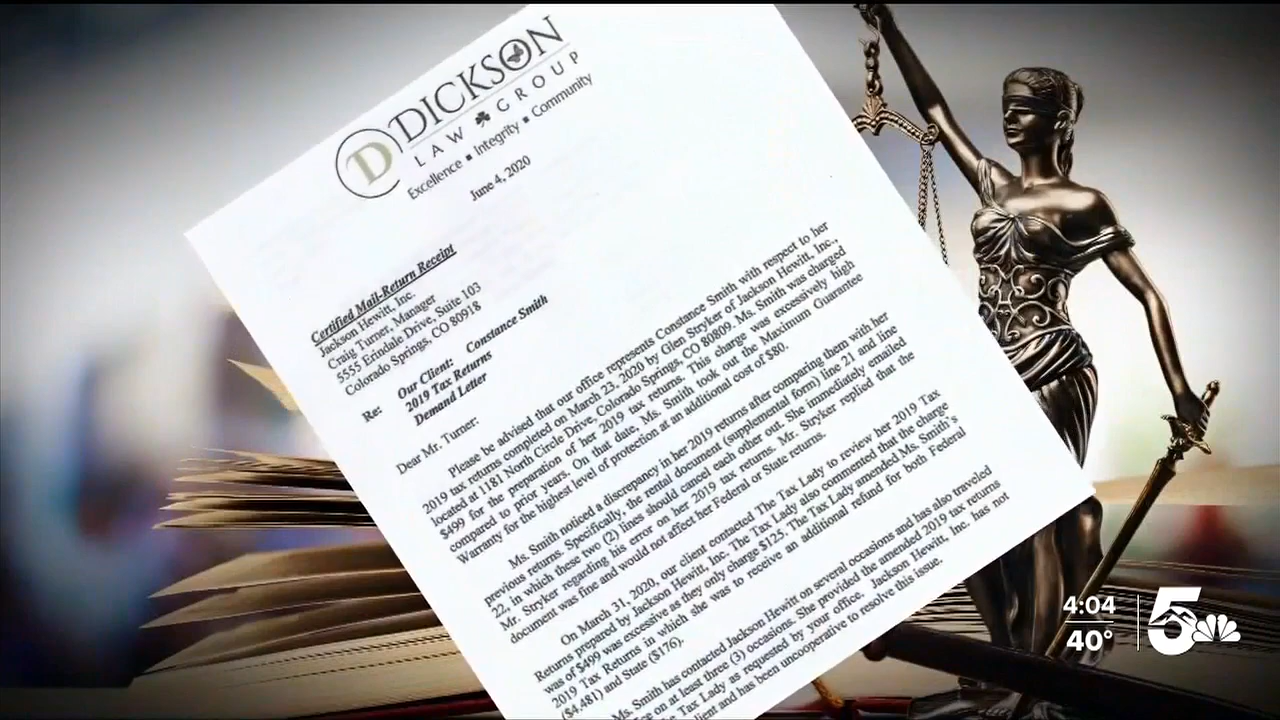 D DICKSON
LAW GROUP
Excellence ▪ Integrity ▪ Community
June 4, 2020
Certified Mail-Return Receipt
Jackson Hewitt, Inc.
Craig Turner, Manager
5555 Erindale Drive, Suite 103
Colorado Springs, CO 80918
Re: Our Client: Constance Smith
2019 Tax Returns
Demand Letter
Dear Mr. Turner:
Please be advised that our office represents Constance Smith with respect to her
2019 tax returns completed on March 23, 2020 by Glen Stryker of Jackson Hewitt, Inc.,
located at 1181 North Circle Drive, Colorado Springs, CO 80809. Ms. Smith was charged
$499 for the preparation of her 2019 tax returns. This charge was excessively high
compared to prior years. On that date, Ms. Smith took out the Maximum Guarantee
Warranty for the highest level of protection at an additional cost of $80.
Ms. Smith noticed a discrepancy in her 2019 returns after comparing them with her
previous returns. Specifically, the rental document (supplemental form) line 21 and line
22, in which these two (2) lines should cancel each other out. She immediately emailed
Mr. Stryker regarding his error on her 2019 tax returns. Mr. Stryker replied that the
document was fine and would not affect her Federal or State returns.
On March 31, 2020, our client contacted The Tax Lady to review her 2019 Tax
Returns prepared by Jackson Hewitt, Inc. The Tax Lady also commented that the charge
was of $499 was excessive as they only charge $125. The Tax Lady amended Ms. Smith's
2019 Tax Returns in which she was to receive an additional refund for both Federal
($4,481) and State ($176).
Ms. Smith has contacted Jackson Hewitt on several occasions and has also traveled
on at least three (3) occasions. She provided the amended 2019 tax returns
Tax Lady as requested by your office. Jackson Hewitt, Inc. has not
and has been uncooperative to resolve this issue.
4:04
40°
5